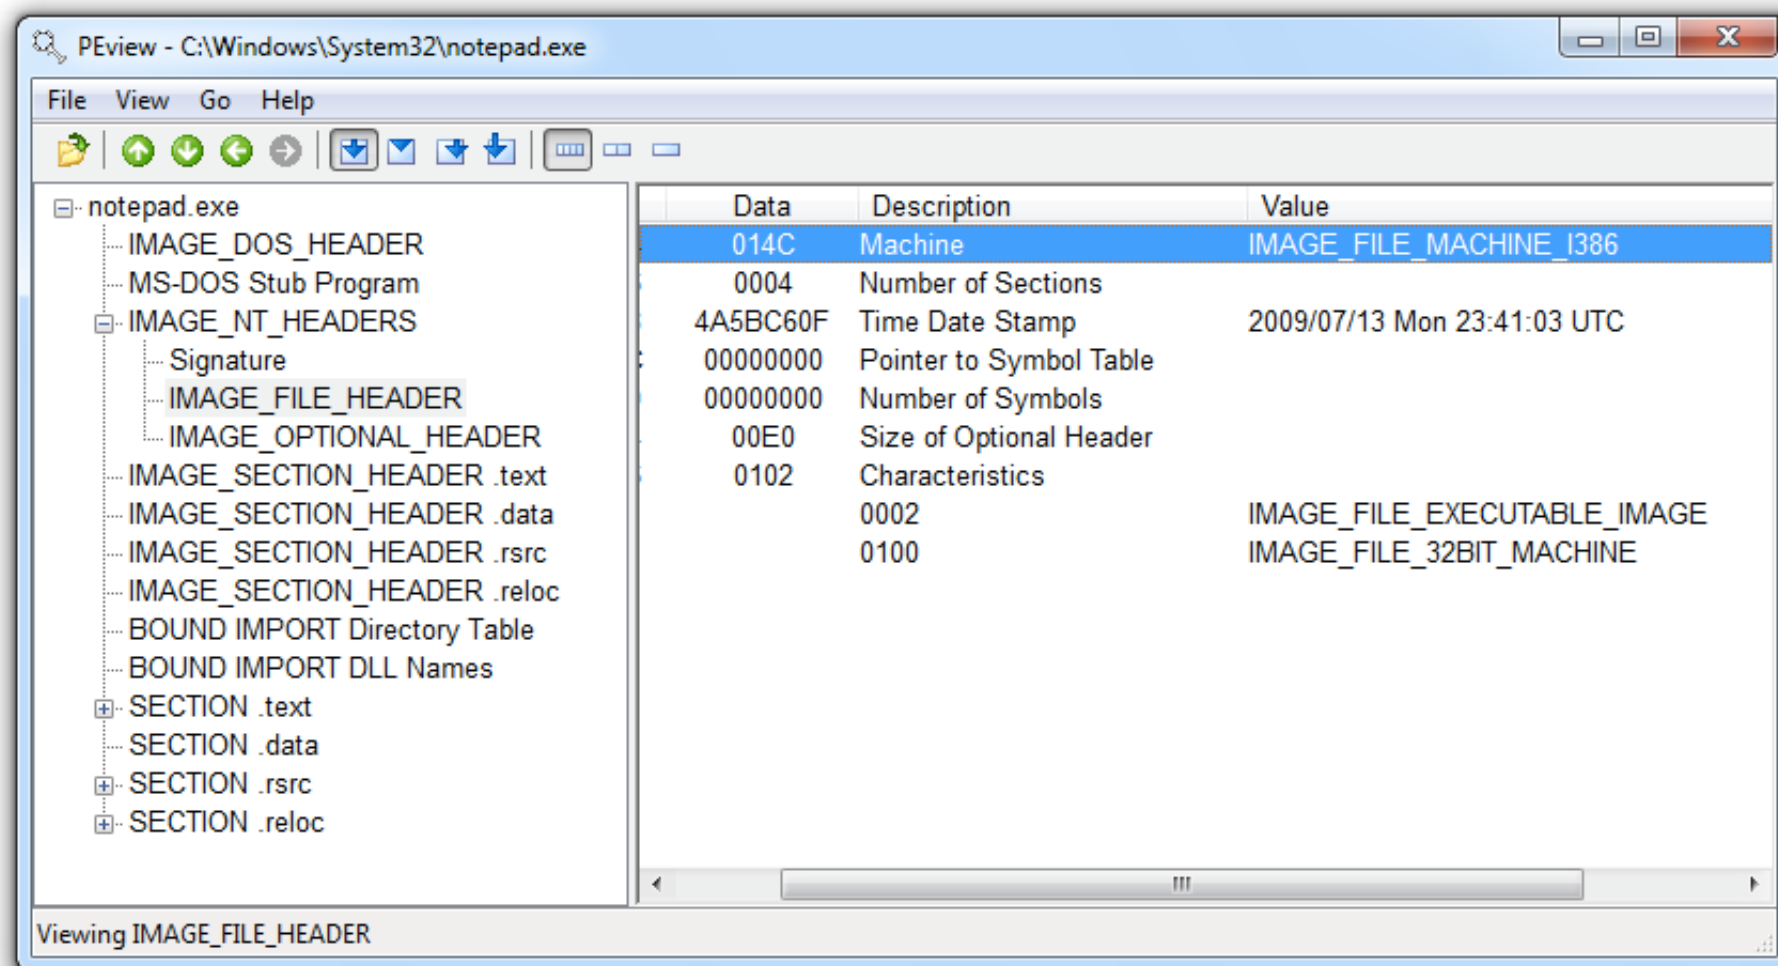 PEview - C:\Windows\System32\notepad.exe
File View Go Help
notepad.exe
IMAGE_DOS_HEADER
MS-DOS Stub Program
IMAGE_NT_HEADERS
Signature
IMAGE_FILE_HEADER
IMAGE_OPTIONAL_HEADER
IMAGE_SECTION_HEADER .text
IMAGE_SECTION_HEADER .data
IMAGE_SECTION_HEADER .rsrc
IMAGE_SECTION_HEADER .reloc
BOUND IMPORT Directory Table
BOUND IMPORT DLL Names
SECTION .text
SECTION .data
SECTION .rsrc
SECTION .reloc
Data Description Value
014C Machine IMAGE_FILE_MACHINE_I386
0004 Number of Sections
4A5BC60F Time Date Stamp 2009/07/13 Mon 23:41:03 UTC
00000000 Pointer to Symbol Table
00000000 Number of Symbols
00E0 Size of Optional Header
0102 Characteristics
0002 IMAGE_FILE_EXECUTABLE_IMAGE
0100 IMAGE_FILE_32BIT_MACHINE
Viewing IMAGE_FILE_HEADER